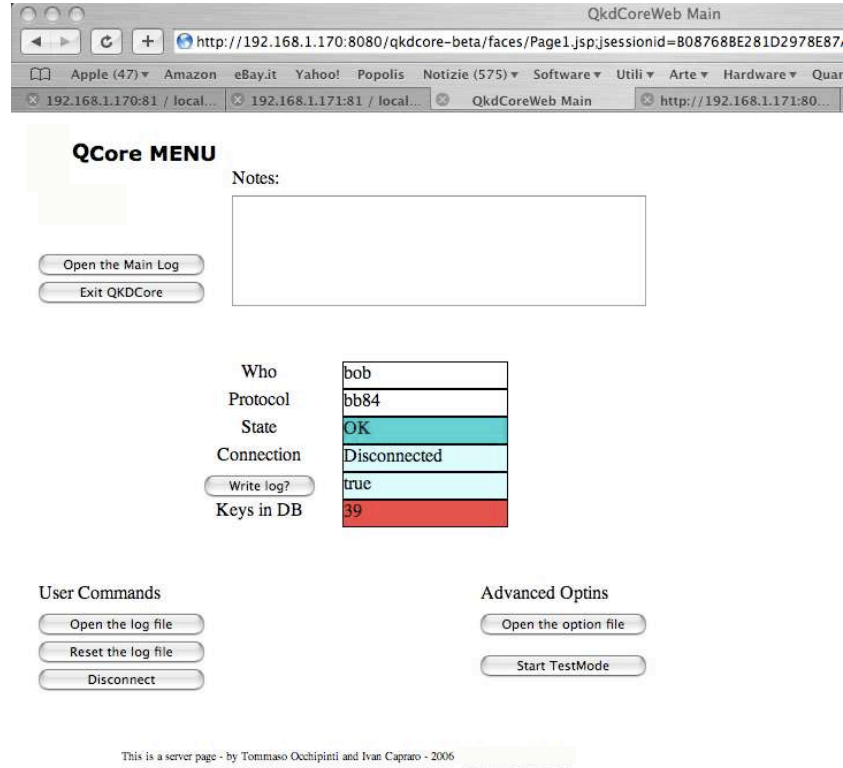 QkdCoreWeb Main
http://192.168.1.170:8080/qkdcore-beta/faces/Page1.jsp;jsessionid=B08768BE281D2978E87
Apple (47) Amazon eBay.it Yahoo! Popolis Notizie (575) Software Utili Arte Hardware Quar
192.168.1.170:81 / local... 192.168.1.171:81 / local... QkdCoreWeb Main http://192.168.1.171:80...
QCore MENU
Notes:
Open the Main Log
Exit QKDCore
Who bob
Protocol bb84
State OK
Connection Disconnected
Write log? true
Keys in DB 39
User Commands Advanced Optins
Open the log file Open the option file
Reset the log file
Start TestMode
Disconnect
This is a server page - by Tommaso Occhipinti and Ivan Capraro - 2006